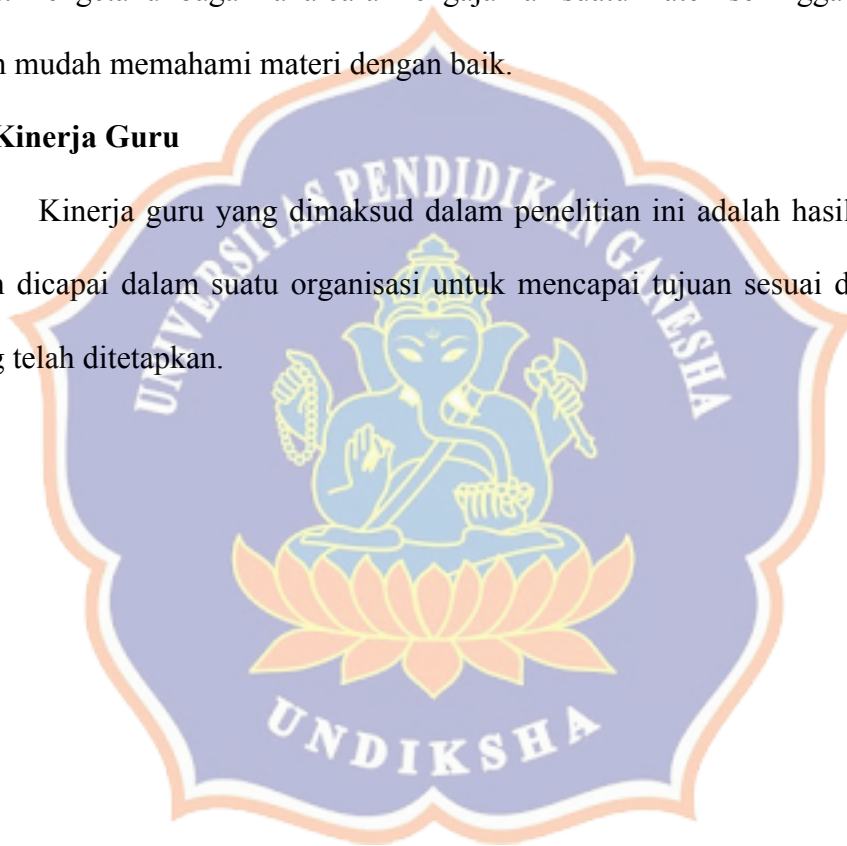 mudah memahami materi dengan baik.
Kinerja Guru
Kinerja guru yang dimaksud dalam penelitian ini adalah hasil
dicapai dalam suatu organisasi untuk mencapai tujuan sesuai
telah ditetapkan.
UNIVERSITAS PENDIDIKAN GANESHA
UNDIKSHA